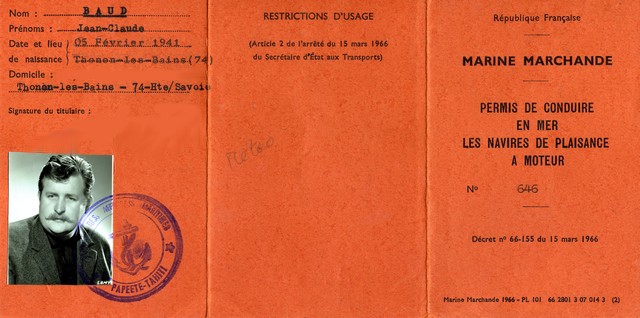 Nom : BAUD
Prénoms : Jean-Claude
Date et lieu de naissance } 05 Février 1941
Thonon-les-Bains(74)
Domicile :
Thonon-les-Bains - 74-Hte/Savoie
Signature du titulaire :
PAPEETE-TAHITI
RESTRICTIONS D'USAGE
(Article 2 de l'arrêté du 15 mars 1966
du Secrétaire d'État aux Transports)
République Française
MARINE MARCHANDE
PERMIS DE CONDUIRE
EN MER
LES NAVIRES DE PLAISANCE
A MOTEUR
No 646
Décret n° 66-155 du 15 mars 1966
Marine Marchande 1966 - PL 101 66 2801 3 07 014 3 (2)